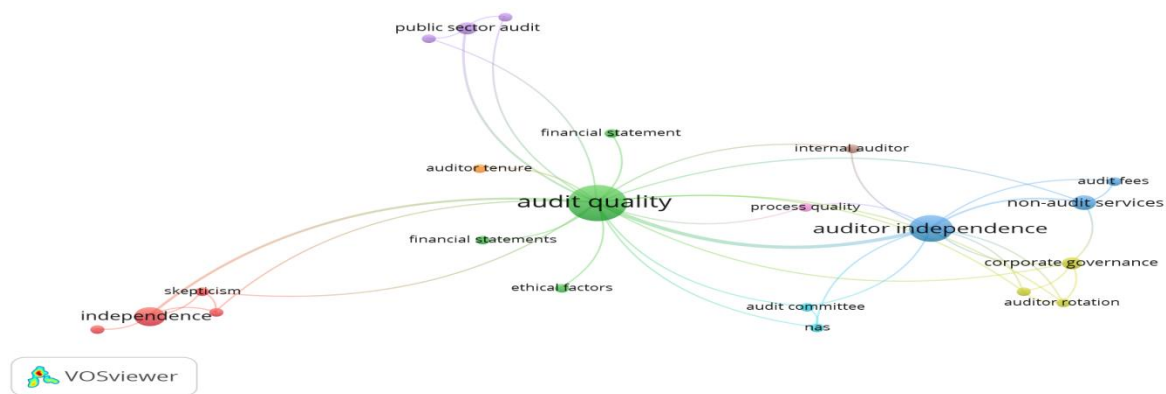 public sector audit
financial statement
internal auditor
auditor tenure
audit fees
audit quality
non-audit services
process quality
auditor independence
financial statements
corporate governance
ethical factors
skepticism
auditor rotation
audit committee
independence
nas
VOSviewer